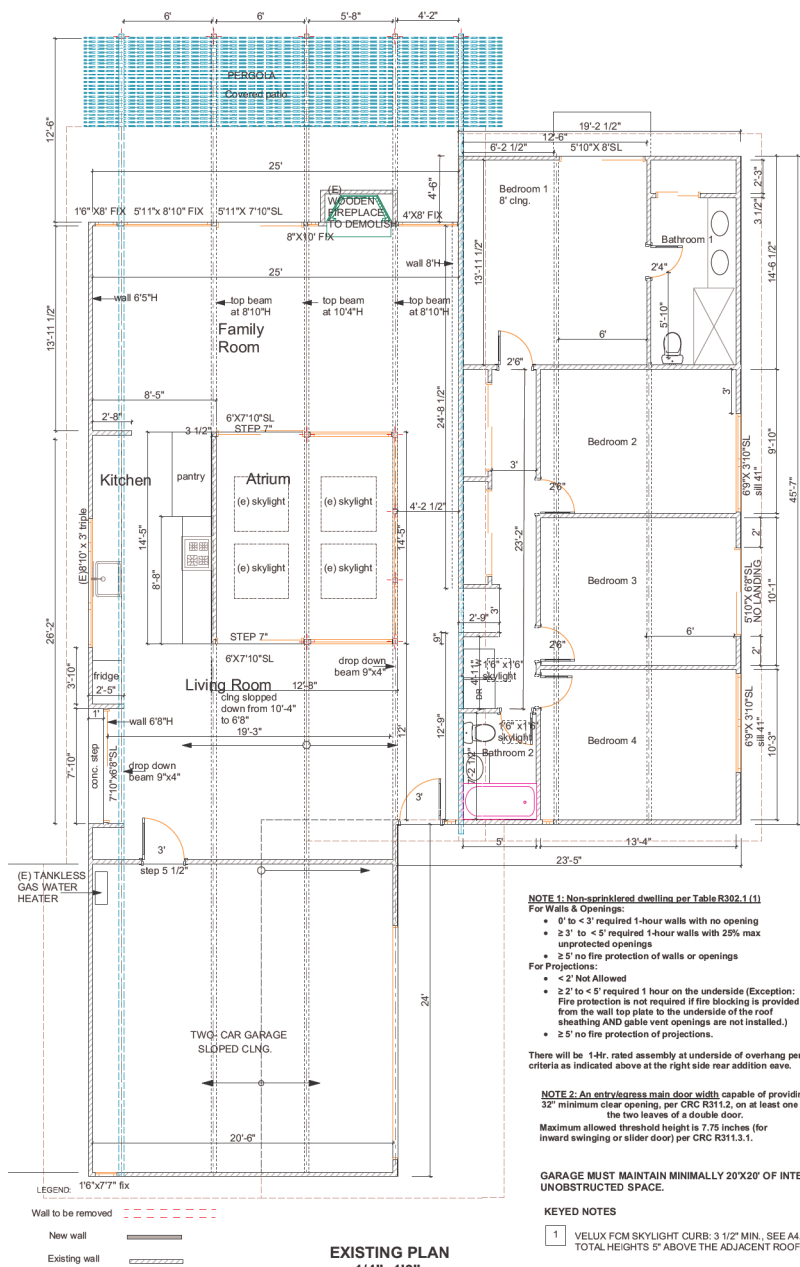 6' 6' 5'-8" 4'-2"
PERGOLA
Covered patio
12'-6"
19'-2 1/2"
12'-6"
6'-2 1/2" 5'10"X 8'SL
25'
4'-6"
2'-3"
3 1/2"
(E)
WOODEN
FIREPLACE
TO DEMOLISH
Bedroom 1
8' clng.
1'6" X8' FIX 5'11"x 8'10" FIX 5'11"X 7'10"SL 4'X8' FIX
8"X10' FIX
Bathroom 1
wall 8'H
25'
13'-11 1/2"
2'4"
14'-6 1/2"
wall 6'5"H
top beam
at 8'10"H
top beam
at 10'4"H
top beam
at 8'10"H
5'-10"
13'-11 1/2"
Family
Room
6'
2'6"
8'-5"
3'
24'-8 1/2"
2'-8"
6'X7'10"SL
STEP 7"
3 1/2"
Bedroom 2
9'-10"
6'9"X 3'10"SL
sill 41"
45'-7"
Kitchen
pantry
Atrium
3'
2'6"
(e) skylight (e) skylight
4'-2 1/2"
14'-5"
14'-5"
23'-2"
(E)8'10' x 3' triple
2'
(e) skylight (e) skylight
8'-8"
Bedroom 3
5'10"X 6'8"SL
NO LANDING
10'-1"
26'-2"
3'
2'-9"
6'
STEP 7"
9"
2'6"
2'
6'X7'10"SL
drop down
beam 9"x4"
4'-11"
W
1'6" x1'6"
skylight
DR
3'-10"
fridge
2'-5"
Living Room
12'-8"
clng slopped
down from 10'-4"
to 6'8"
1'
wall 6'8"H
19'-3"
12'
12'-9"
1'6" x1'6"
skylight
Bathroom 2
7'-2 1/2"
Bedroom 4
6'9"X 3'10"SL
sill 41"
10'-3"
7'-10"
conc. step
7'10"x6'8"SL
drop down
beam 9"x4"
3'
5' 13'-4"
3'
step 5 1/2"
23'-5"
(E) TANKLESS
GAS WATER
HEATER
24'
TWO- CAR GARAGE
SLOPED CLNG.
20'-6"
1'6"x7'7" fix
NOTE 1: Non-sprinklered dwelling per Table R302.1 (1)
For Walls & Openings:
• 0' to < 3' required 1-hour walls with no opening
• ≥ 3' to < 5' required 1-hour walls with 25% max
unprotected openings
• ≥ 5' no fire protection of walls or openings
For Projections:
• < 2' Not Allowed
• ≥ 2' to < 5' required 1 hour on the underside (Exception:
Fire protection is not required if fire blocking is provided
from the wall top plate to the underside of the roof
sheathing AND gable vent openings are not installed.)
• ≥ 5' no fire protection of projections.
There will be 1-Hr. rated assembly at underside of overhang per
criteria as indicated above at the right side rear addition eave.
NOTE 2: An entry/egress main door width capable of providin
32" minimum clear opening, per CRC R311.2, on at least one
the two leaves of a double door.
Maximum allowed threshold height is 7.75 inches (for
inward swinging or slider door) per CRC R311.3.1.
GARAGE MUST MAINTAIN MINIMALLY 20'X20' OF INTE
UNOBSTRUCTED SPACE.
KEYED NOTES
1 VELUX FCM SKYLIGHT CURB: 3 1/2" MIN., SEE A4.
TOTAL HEIGHTS 5" ABOVE THE ADJACENT ROOF
LEGEND:
Wall to be removed
New wall
Existing wall
EXISTING PLAN